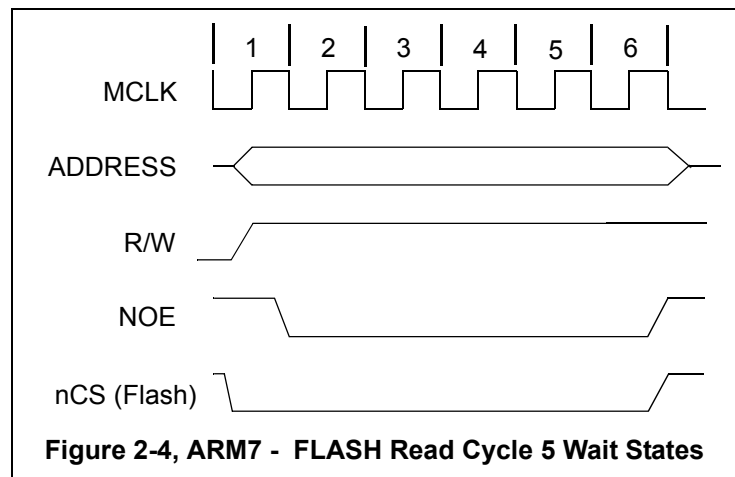 1 2 3 4 5 6
MCLK
ADDRESS
R/W
NOE
nCS (Flash)
Figure 2-4, ARM7 - FLASH Read Cycle 5 Wait States